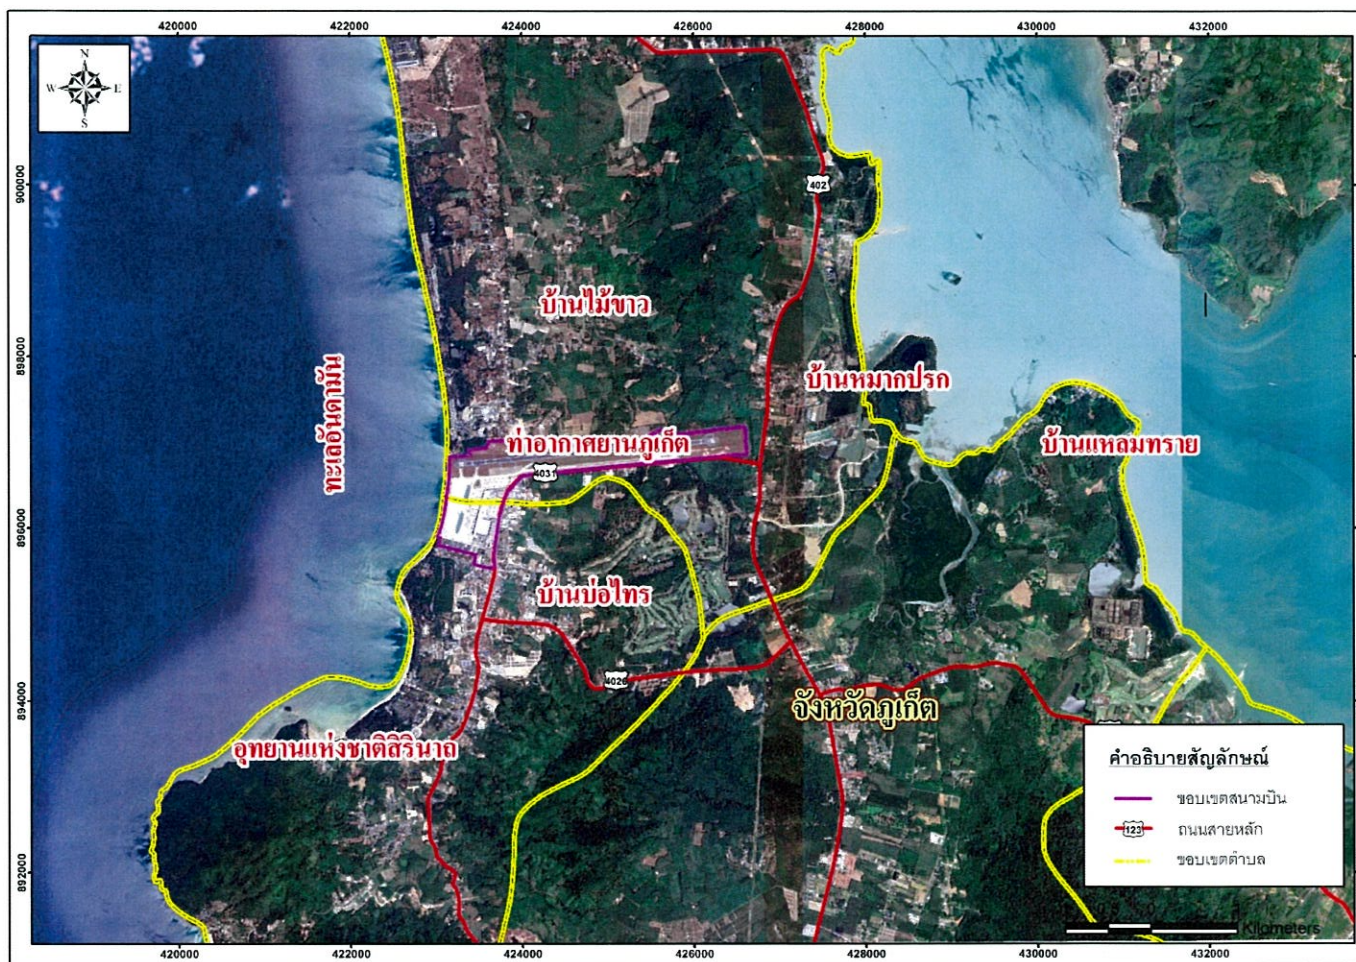 420000 422000 424000 426000 428000 430000 432000
N
W E
S
900000
898000
896000
894000
892000
402
บ้านไม้ขาว
บ้านหมากปรก
ทะเลอันดามัน
ท่าอากาศยานภูเก็ต
บ้านแหลมทราย
4031
บ้านบ่อไทร
4026
จังหวัดภูเก็ต
อุทยานแห่งชาติสิรินาถ
คำอธิบายสัญลักษณ์
ขอบเขตสนามบิน
123 ถนนสายหลัก
ขอบเขตตำบล
Kilometers
420000 422000 424000 426000 428000 430000 432000